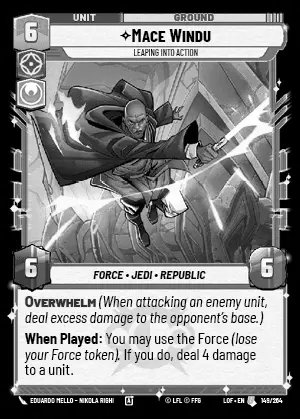 UNIT GROUND
6 ✧MACE WINDU
LEAPING INTO ACTION
6 6
FORCE • JEDI • REPUBLIC
OVERWHELM (When attacking an enemy unit,
deal excess damage to the opponent's base.)
When Played: You may use the Force (lose
your Force token). If you do, deal 4 damage
to a unit.
EDUARDO MELLO – NIKOLA RIGHI © LFL © FFG LOF • EN 149/264